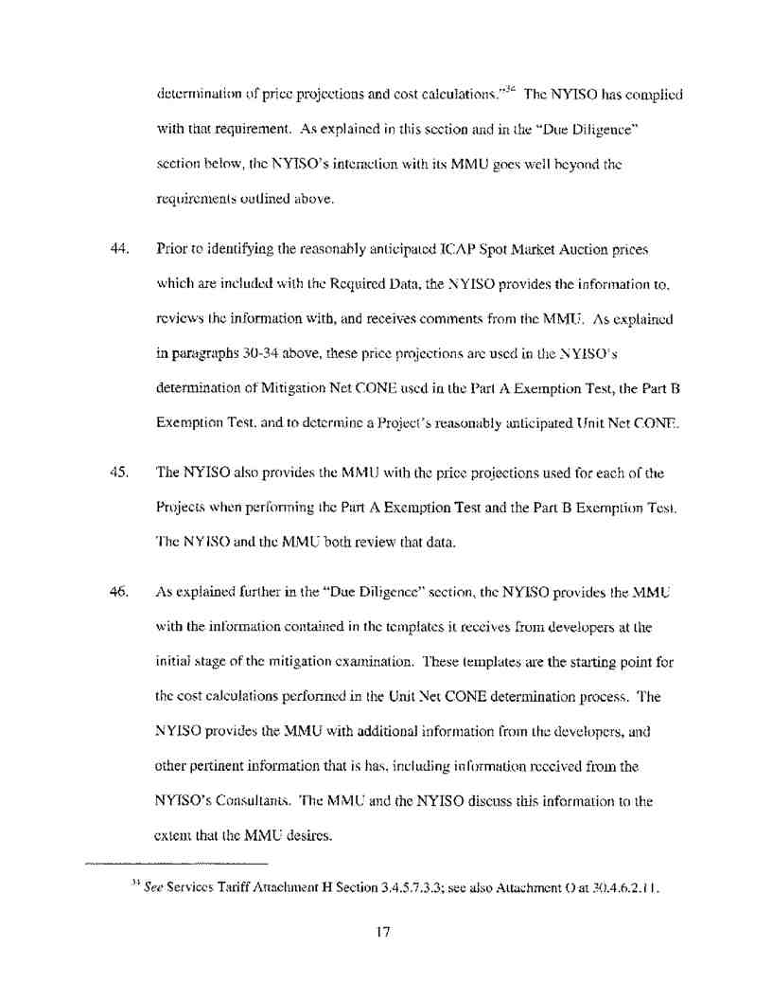 determination of price projections and cost calculations."34 The NYISO has complied
with that requirement. As explained in this section and in the "Due Diligence"
section below, the NYISO's interaction with its MMU goes well beyond the
requirements outlined above.
44. Prior to identifying the reasonably anticipated ICAP Spot Market Auction prices
which are included with the Required Data, the NYISO provides the information to,
reviews the information with, and receives comments from the MMU. As explained
in paragraphs 30-34 above, these price projections are used in the NYISO's
determination of Mitigation Net CONE used in the Part A Exemption Test, the Part B
Exemption Test, and to determine a Project's reasonably anticipated Unit Net CONE.
45. The NYISO also provides the MMU with the price projections used for each of the
Projects when performing the Part A Exemption Test and the Part B Exemption Test.
The NYISO and the MMU both review that data.
46. As explained further in the "Due Diligence" section, the NYISO provides the MMU
with the information contained in the templates it receives from developers at the
initial stage of the mitigation examination. These templates are the starting point for
the cost calculations performed in the Unit Net CONE determination process. The
NYISO provides the MMU with additional information from the developers, and
other pertinent information that is has, including information received from the
NYISO's Consultants. The MMU and the NYISO discuss this information to the
extent that the MMU desires.
34 See Services Tariff Attachment H Section 3.4.5.7.3.3; see also Attachment O at 30.4.6.2.11.
17